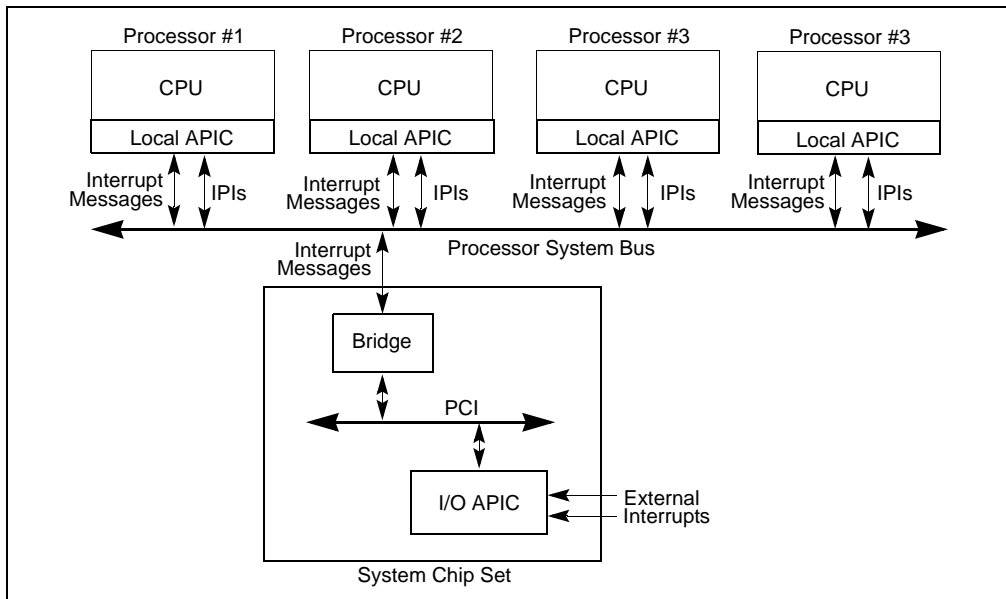 Processor #1
Processor #2
Processor #3
Processor #3
CPU
CPU
CPU
CPU
Local APIC
Local APIC
Local APIC
Local APIC
Interrupt
Messages
IPIs
Interrupt
Messages
IPIs
Interrupt
Messages
IPIs
Interrupt
Messages
IPIs
Processor System Bus
Interrupt
Messages
Bridge
PCI
I/O APIC
External
Interrupts
System Chip Set